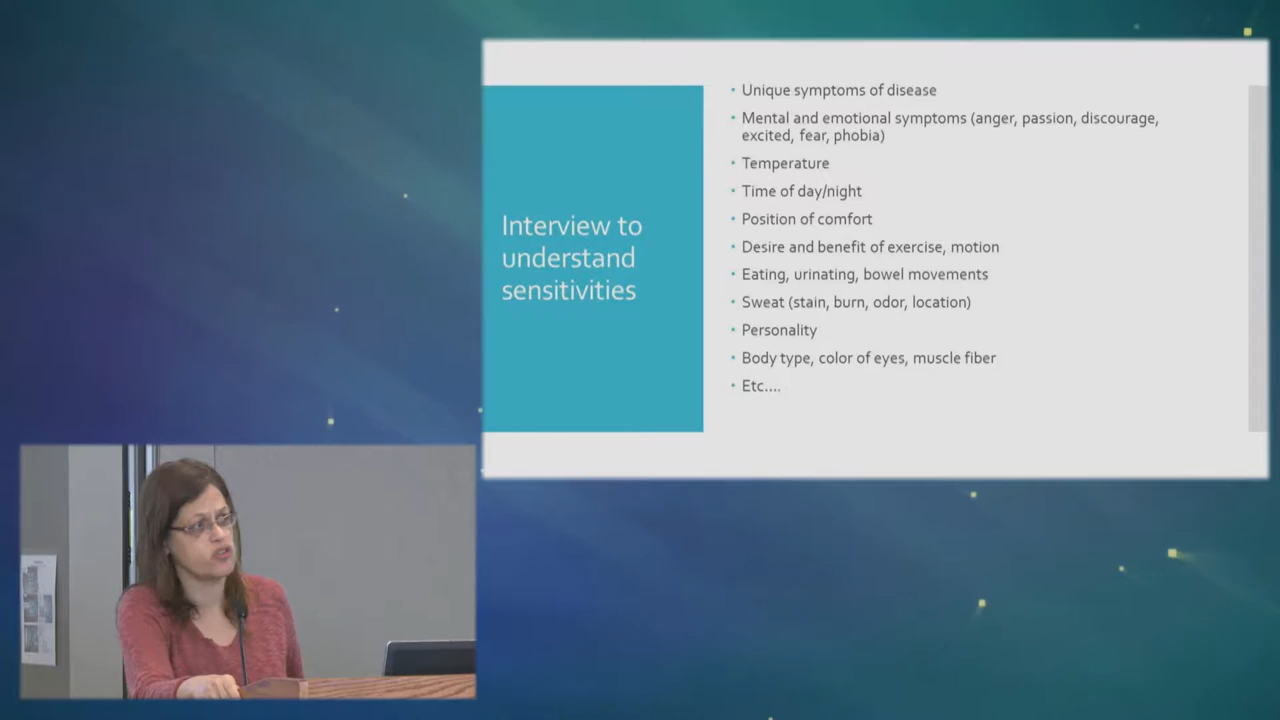 Interview to
understand
sensitivities
• Unique symptoms of disease
• Mental and emotional symptoms (anger, passion, discourage,
excited, fear, phobia)
• Temperature
• Time of day/night
• Position of comfort
• Desire and benefit of exercise, motion
• Eating, urinating, bowel movements
• Sweat (stain, burn, odor, location)
• Personality
• Body type, color of eyes, muscle fiber
• Etc....